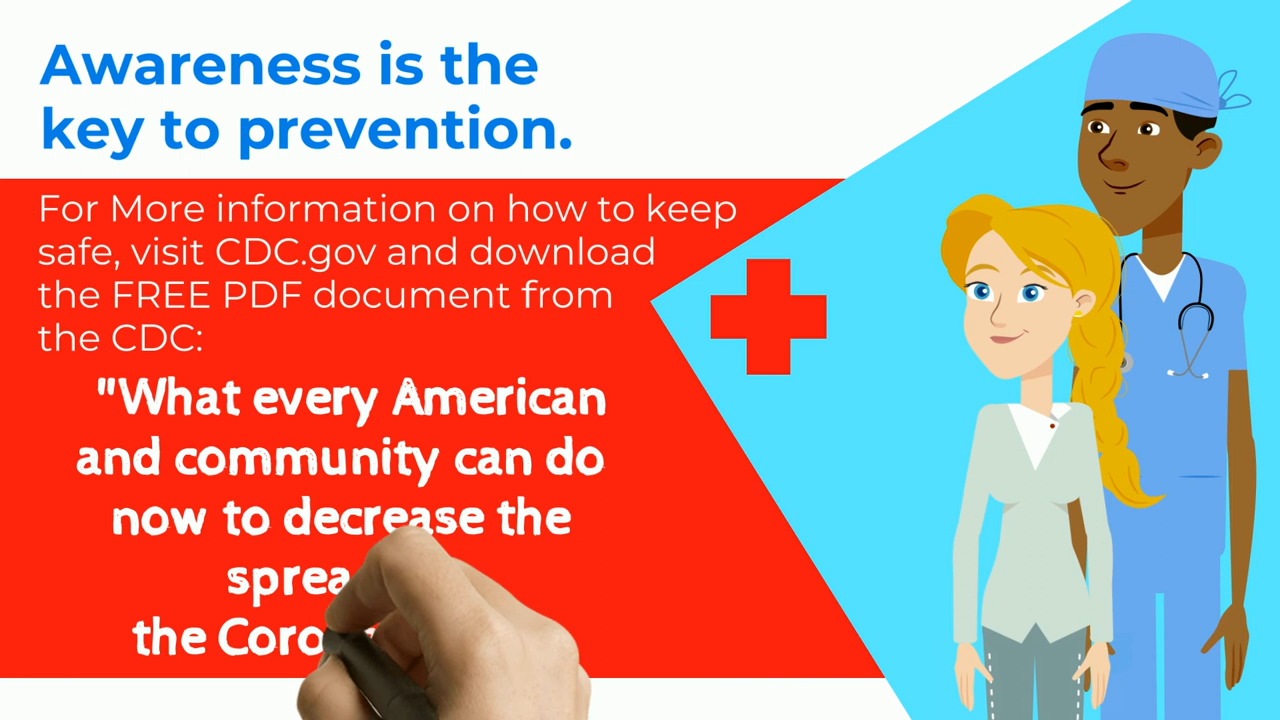 Awareness is the
key to prevention.
For More information on how to keep
safe, visit CDC.gov and download
the FREE PDF document from
the CDC:
"What every American
and community can do
now to decrease the
sprea
the Coro